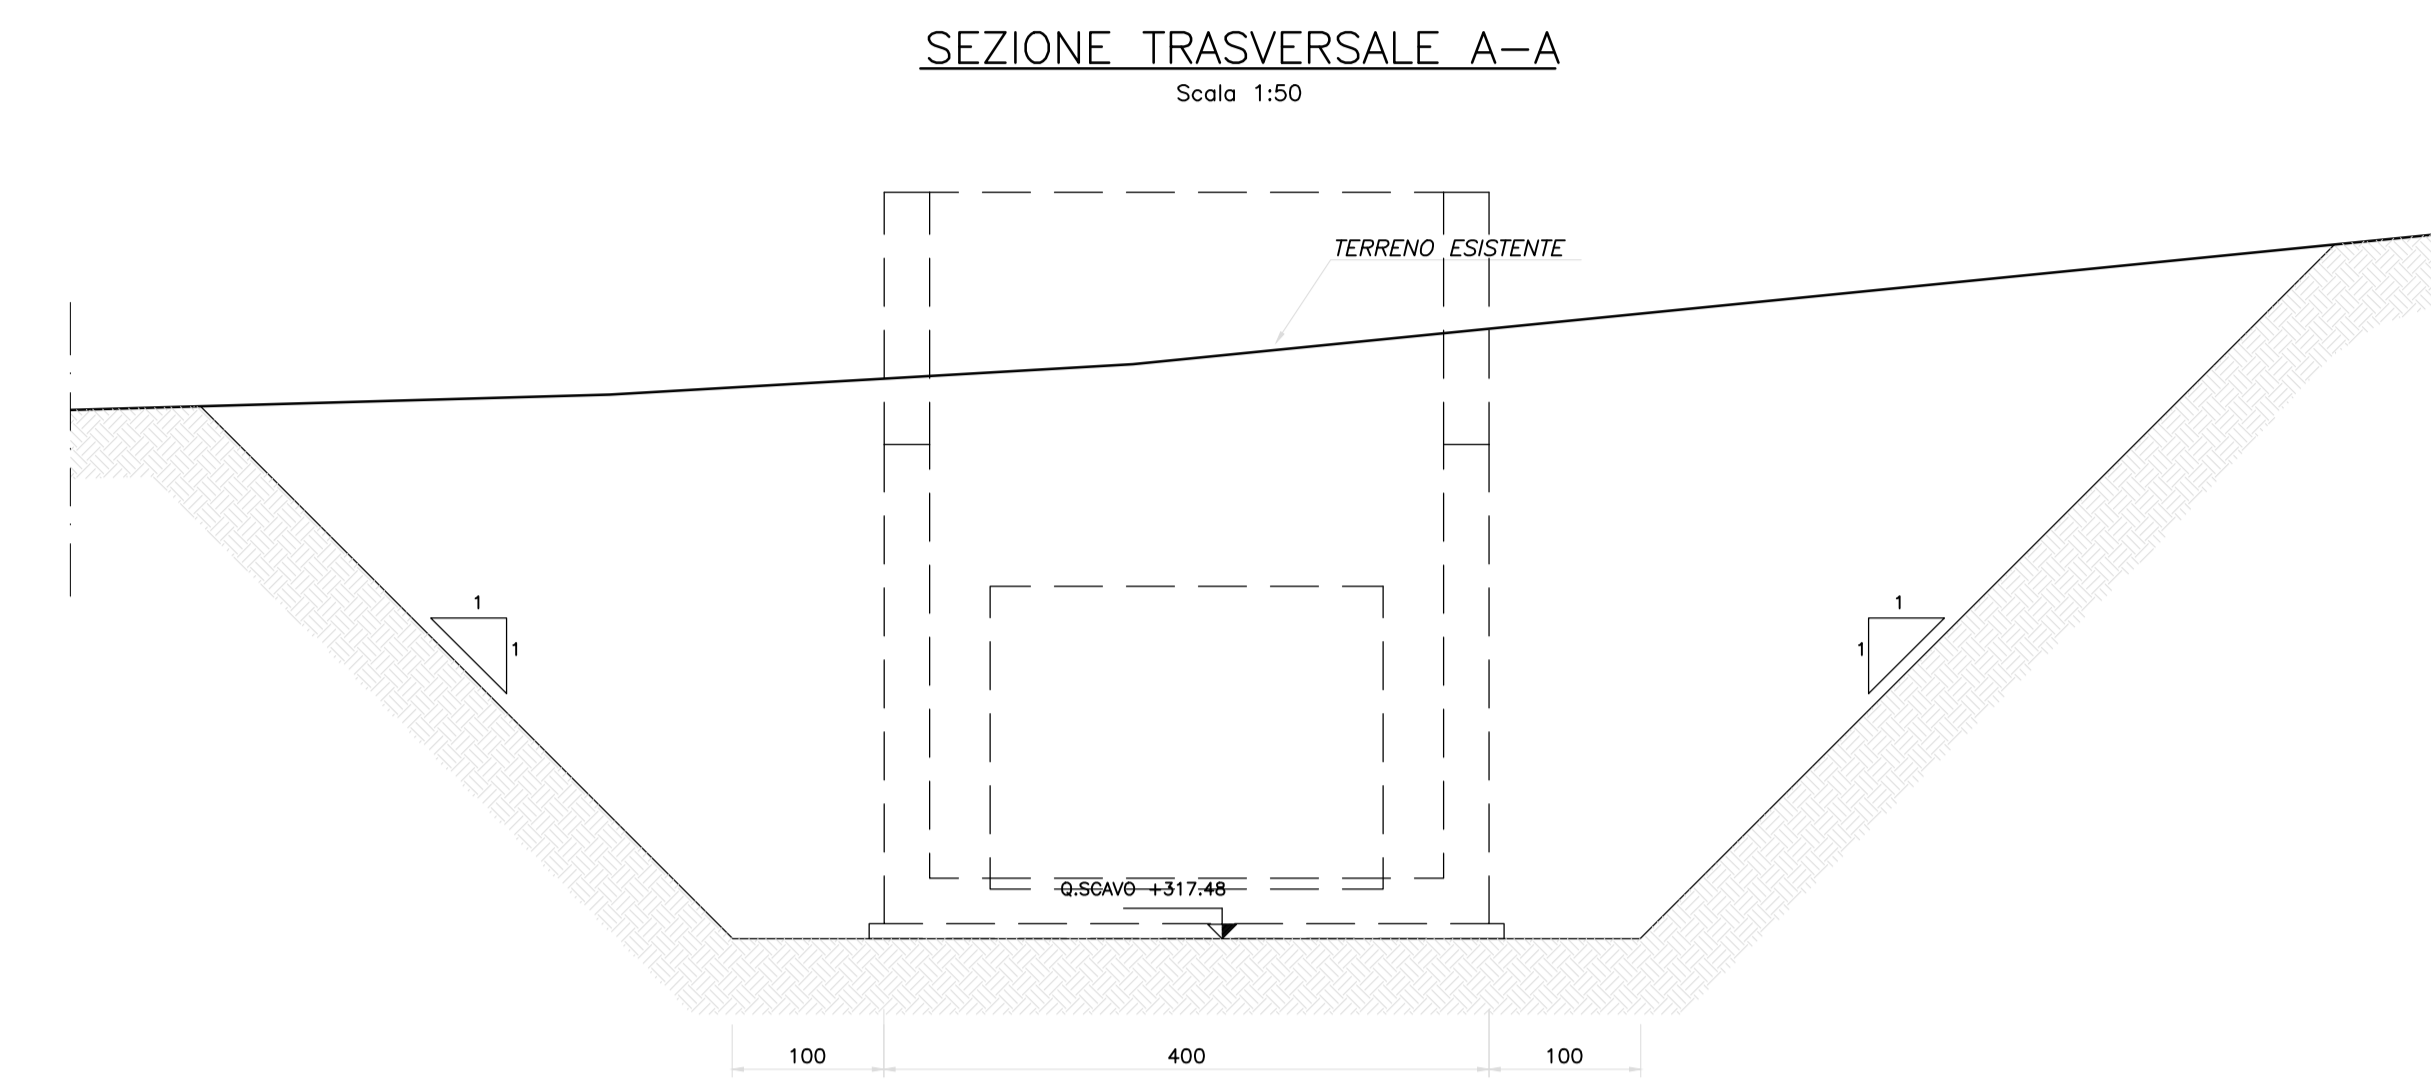 SEZIONE TRASVERSALE A-A
Scala 1:50
TERRENO ESISTENTE
1
1
1
1
Q.SCAVO +317.48
100
400
100